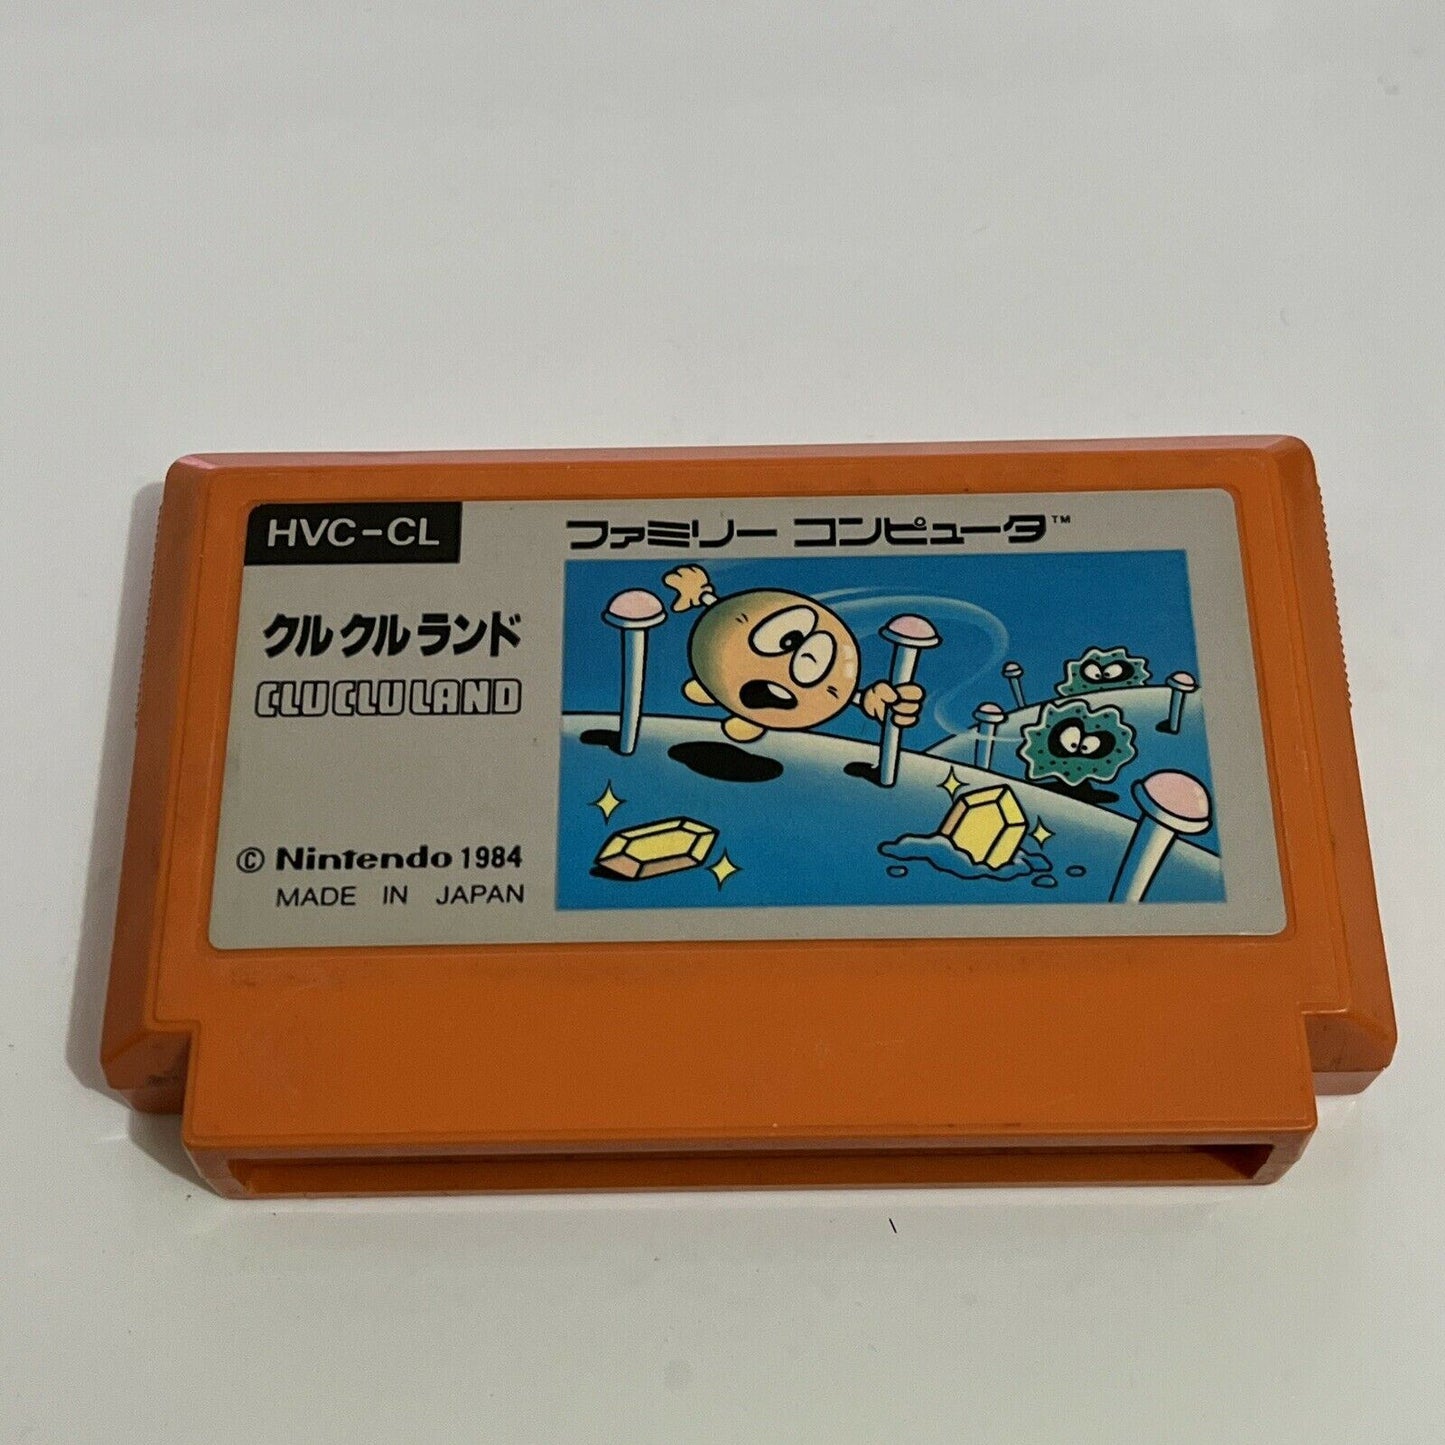 HVC-CL
ファミリー コンピュータ™
クルクルランド
CLU CLU LAND
© Nintendo 1984
MADE IN JAPAN